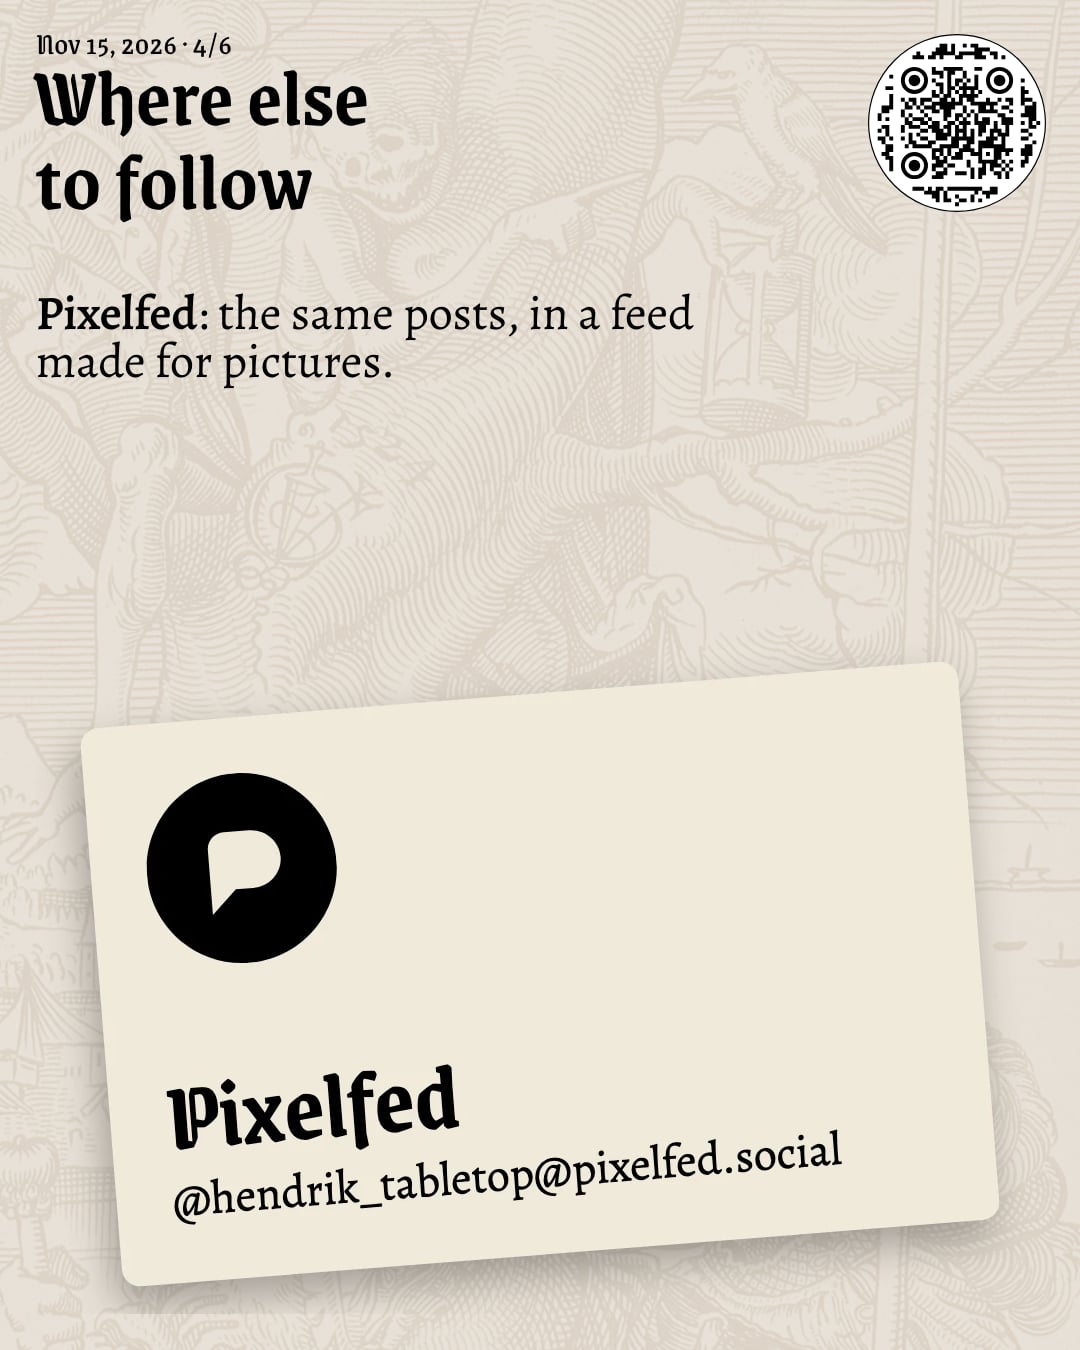 Nov 15, 2026 · 4/6
Where else
to follow
Pixelfed: the same posts, in a feed
made for pictures.
Pixelfed
@hendrik_tabletop@pixelfed.social